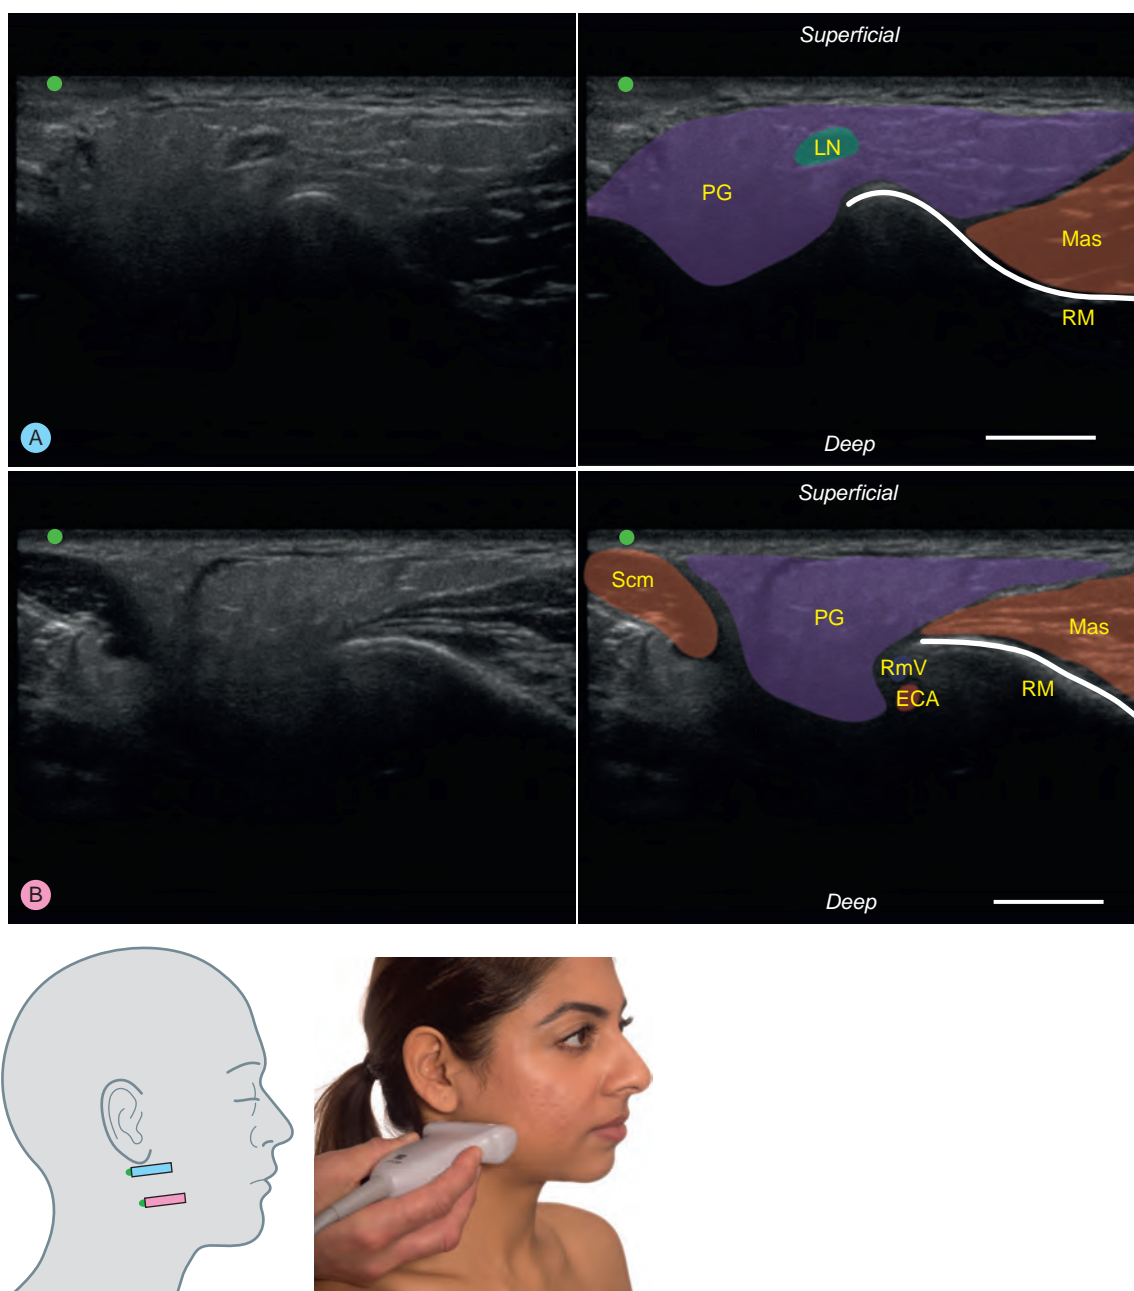 Superficial
LN
PG
Mas
RM
A
Deep
Superficial
Scm
PG
Mas
RmV
RM
ECA
B
Deep